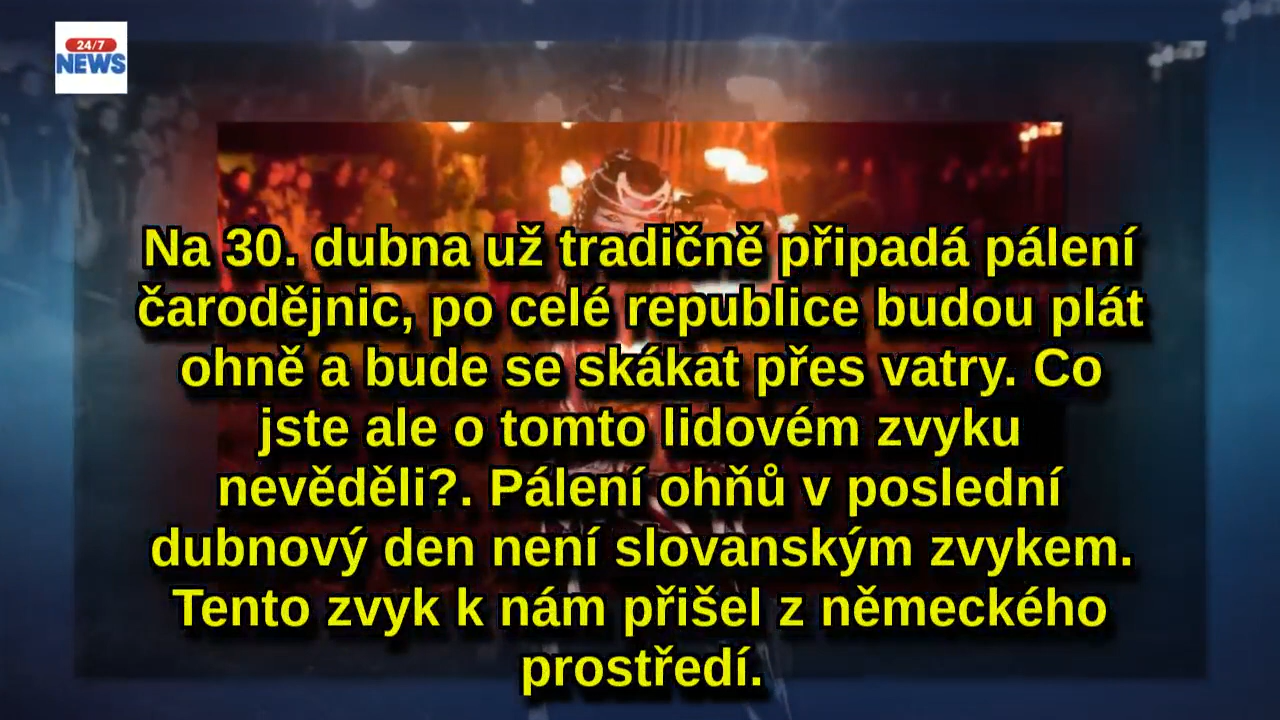 24/7
NEWS
Na 30. dubna už tradičně připadá pálení
čarodějnic, po celé republice budou plát
ohně a bude se skákat přes vatry. Co
jste ale o tomto lidovém zvyku
nevěděli?. Pálení ohňů v poslední
dubnový den není slovanským zvykem.
Tento zvyk k nám přišel z německého
prostředí.